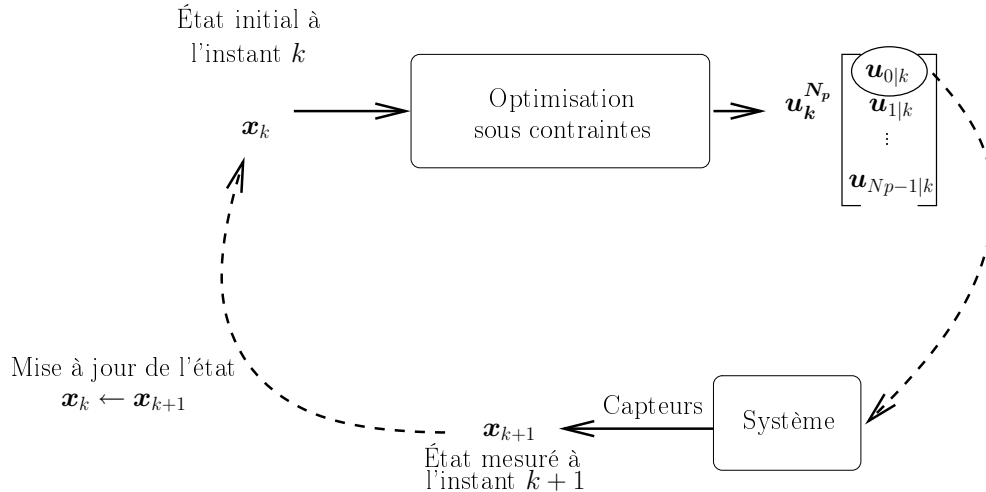 État initial à
l'instant k
x_k
Optimisation
sous contraintes
u_k^{N_p}
u_{0|k}
u_{1|k}
⋮
u_{Np−1|k}
Mise à jour de l'état
x_k ← x_{k+1}
Capteurs
Système
x_{k+1}
État mesuré à
l'instant k + 1